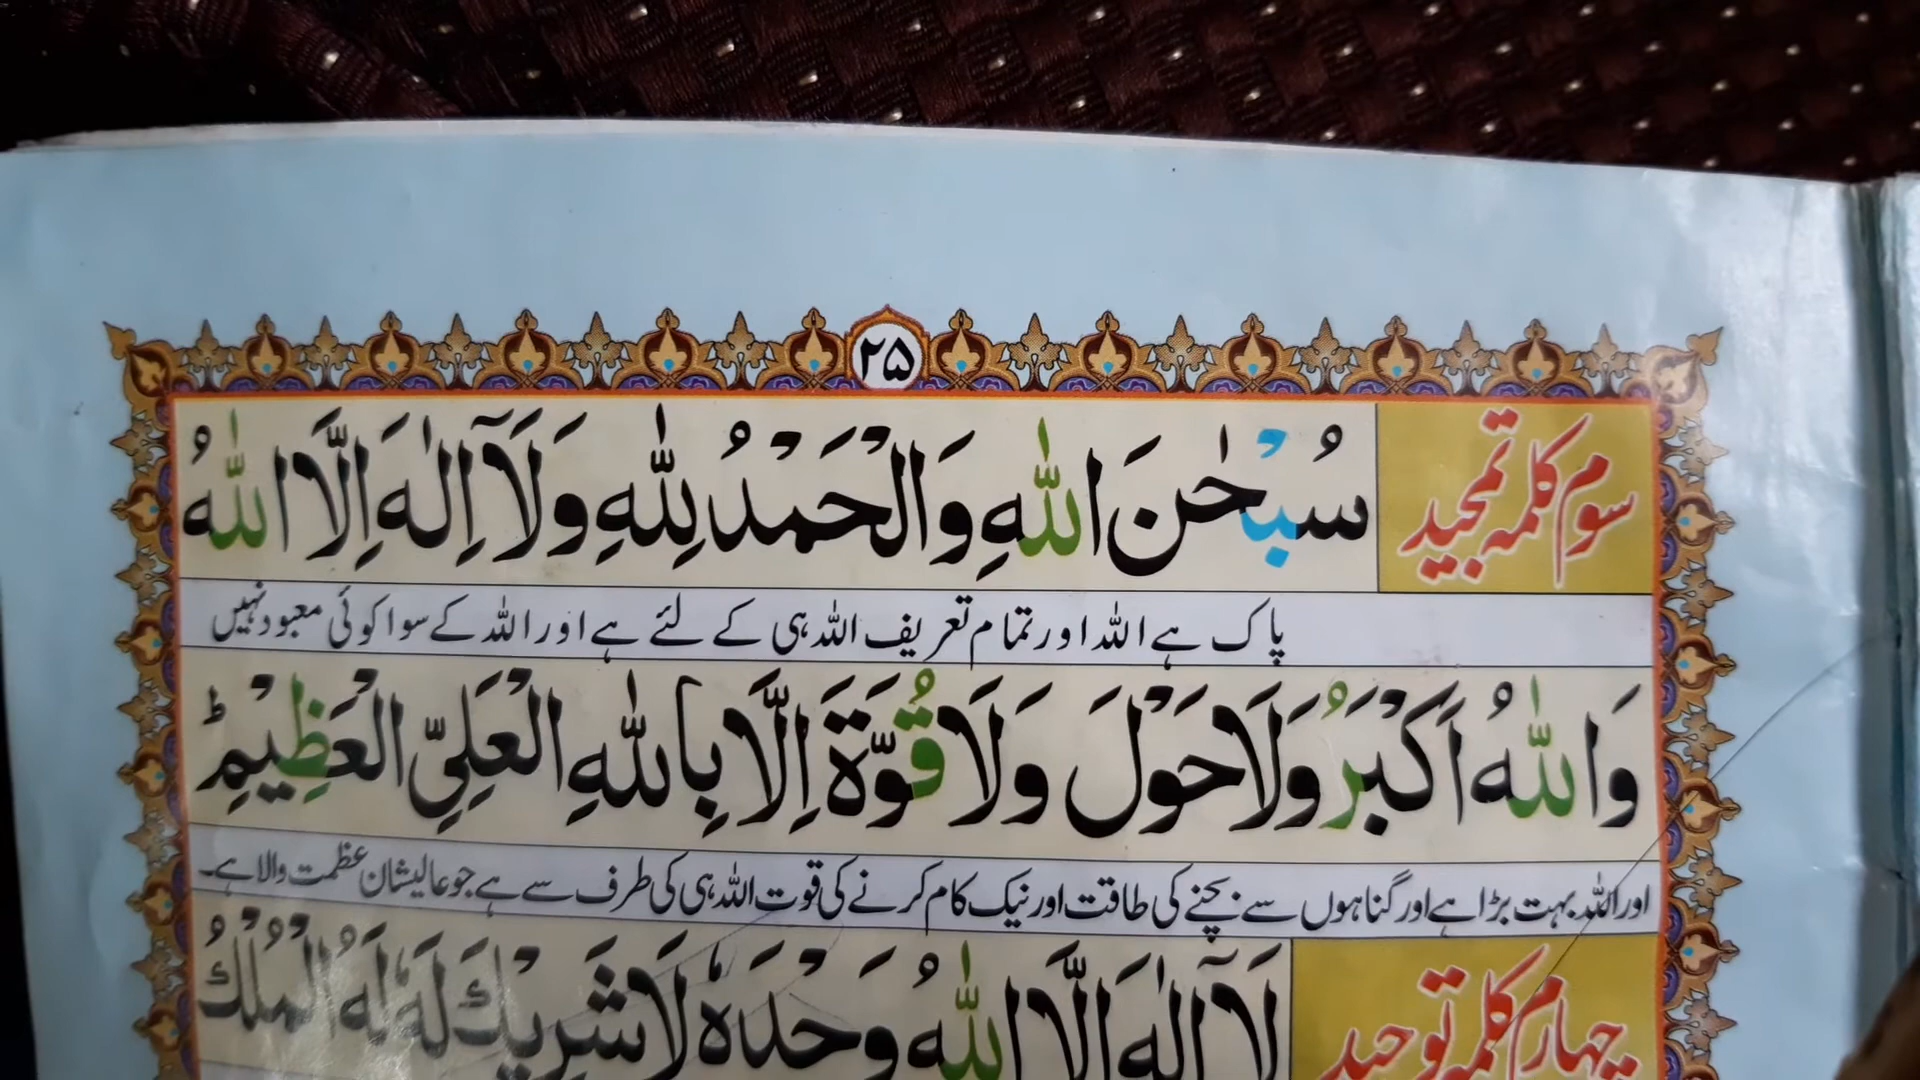 ۲۵
سوم کلمہ تمجید
سُبْحٰنَ اللّٰهِ وَالْحَمْدُ لِلّٰهِ وَلَآ اِلٰهَ اِلَّا اللّٰهُ
پاک ہے اللہ اور تمام تعریف اللہ ہی کے لئے ہے اور اللہ کے سوا کوئی معبود نہیں
وَاللّٰهُ اَكْبَرُ وَلَا حَوْلَ وَلَا قُوَّةَ اِلَّا بِاللّٰهِ الْعَلِيِّ الْعَظِيْمِ ؕ
اور اللہ بہت بڑا ہے اور گناہوں سے بچنے کی طاقت اور نیک کام کرنے کی قوت اللہ ہی کی طرف سے ہے جو عالیشان عظمت والا ہے۔
چہارم کلمہ توحید
لَآ اِلٰهَ اِلَّا اللّٰهُ وَحْدَهٗ لَا شَرِيْكَ لَهٗ لَهُ الْمُلْكُ